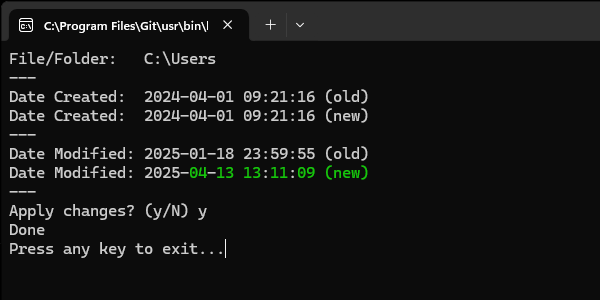 C:\Program Files\Git\usr\bin\
File/Folder:   C:\Users
---
Date Created:  2024-04-01 09:21:16 (old)
Date Created:  2024-04-01 09:21:16 (new)
---
Date Modified: 2025-01-18 23:59:55 (old)
Date Modified: 2025-04-13 13:11:09 (new)
---
Apply changes? (y/N) y
Done
Press any key to exit...